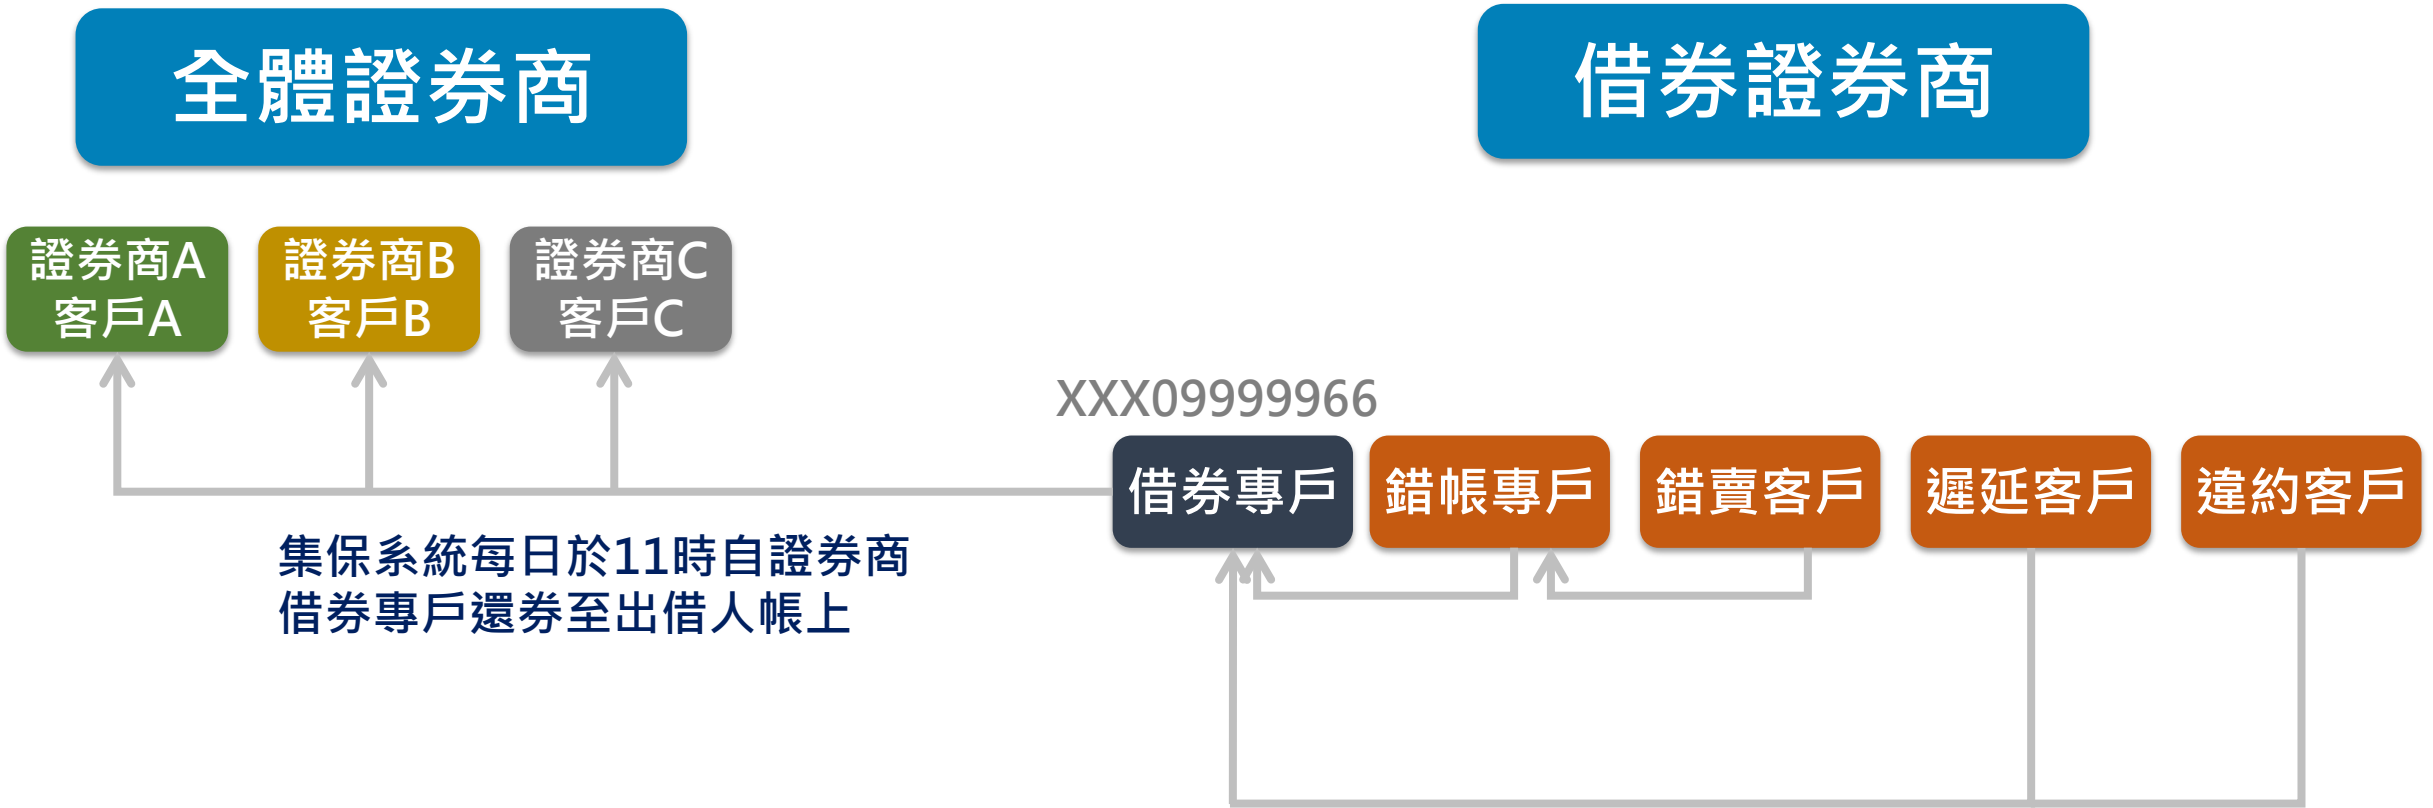 全體證券商
借券證券商
證券商A
客戶A
證券商B
客戶B
證券商C
客戶C
XXX09999966
借券專戶
錯帳專戶
錯賣客戶
遲延客戶
違約客戶
集保系統每日於11時自證券商
借券專戶還券至出借人帳上